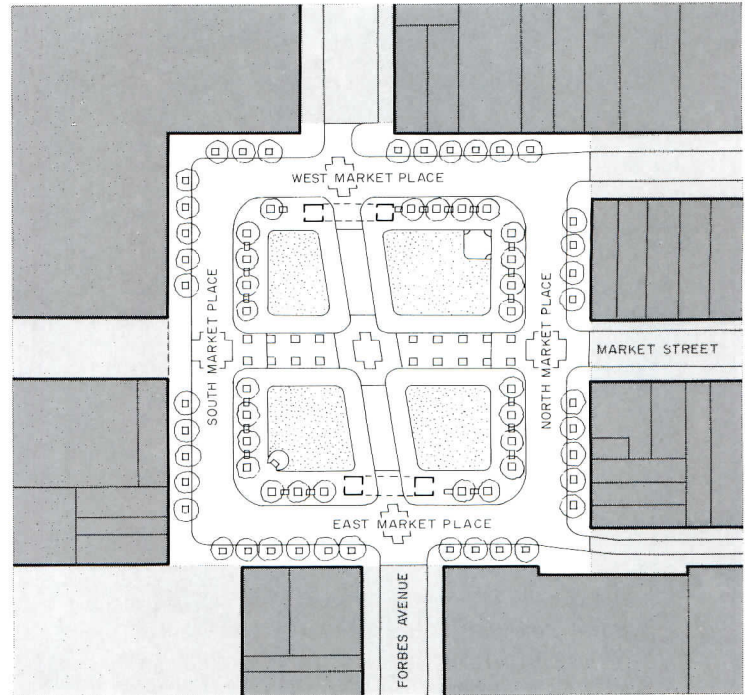 WEST MARKET PLACE
SOUTH MARKET PLACE
NORTH MARKET PLACE
MARKET STREET
EAST MARKET PLACE
FORBES AVENUE